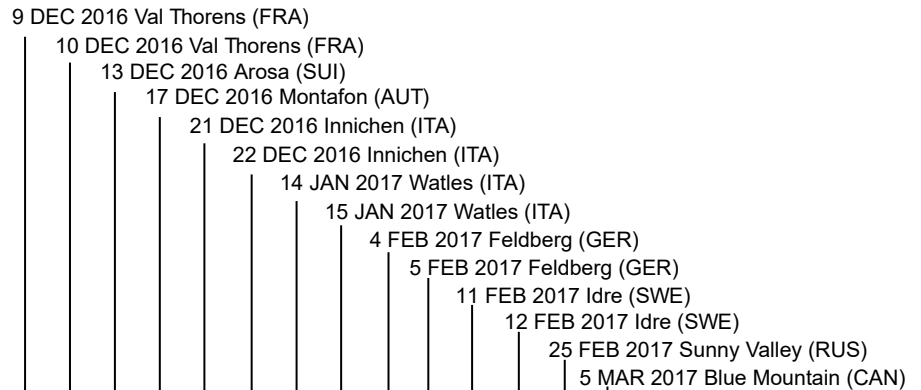 9 DEC 2016 Val Thorens (FRA)
10 DEC 2016 Val Thorens (FRA)
13 DEC 2016 Arosa (SUI)
17 DEC 2016 Montafon (AUT)
21 DEC 2016 Innichen (ITA)
22 DEC 2016 Innichen (ITA)
14 JAN 2017 Watles (ITA)
15 JAN 2017 Watles (ITA)
4 FEB 2017 Feldberg (GER)
5 FEB 2017 Feldberg (GER)
11 FEB 2017 Idre (SWE)
12 FEB 2017 Idre (SWE)
25 FEB 2017 Sunny Valley (RUS)
5 MAR 2017 Blue Mountain (CAN)